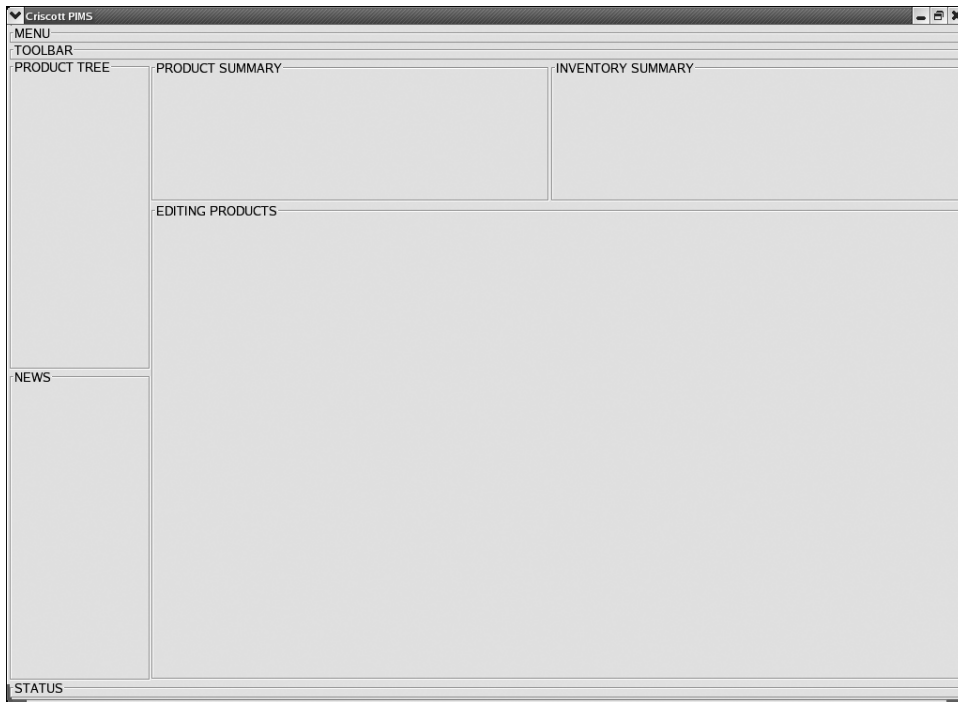 Criscott PIMS
MENU
TOOLBAR
PRODUCT TREE
PRODUCT SUMMARY
INVENTORY SUMMARY
EDITING PRODUCTS
NEWS
STATUS